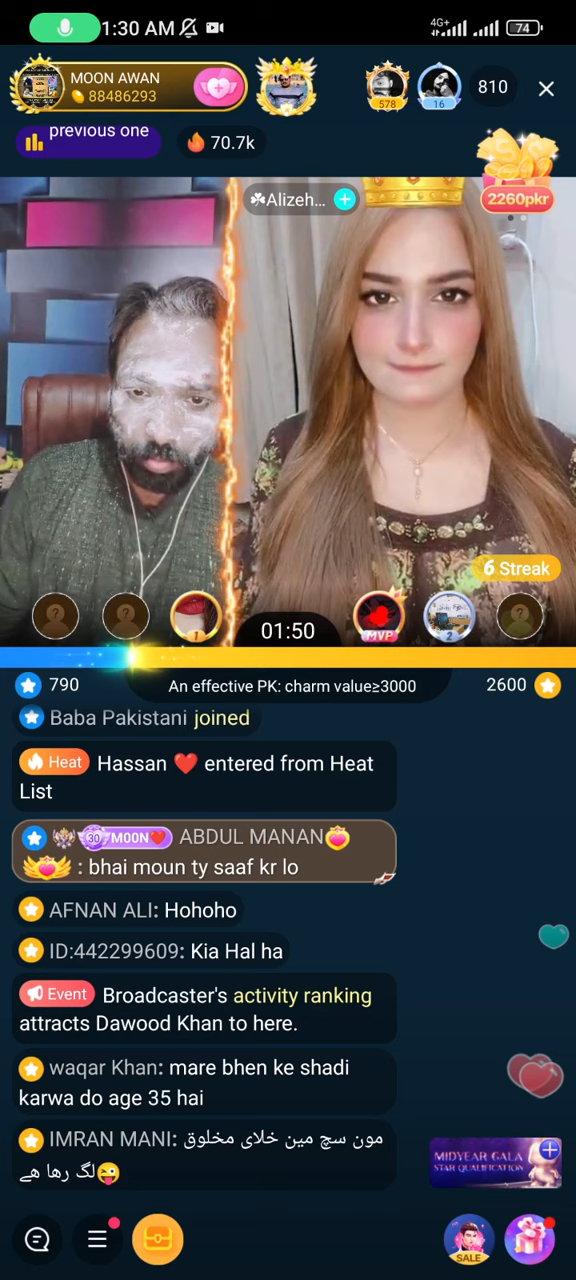 1:30 AM
4G+
74
MOON AWAN
88486293
578
16
810
previous one
70.7k
2260pkr
☘Alizeh...
6 Streak
1
01:50
MVP
2
790
An effective PK: charm value≥3000
2600
Baba Pakistani joined
Heat Hassan ❤️ entered from Heat
List
30 MOON❤️ ABDUL MANAN
: bhai moun ty saaf kr lo
AFNAN ALI: Hohoho
ID:442299609: Kia Hal ha
Event Broadcaster's activity ranking
attracts Dawood Khan to here.
waqar Khan: mare bhen ke shadi
karwa do age 35 hai
IMRAN MANI: مون سچ مین خلای مخلوق
لگ رھا ھے😜
MIDYEAR GALA
STAR QUALIFICATION
SALE